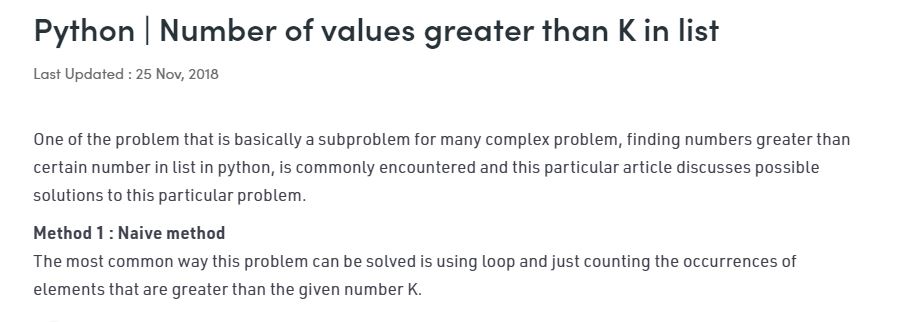 Python | Number of values greater than K in list
Last Updated : 25 Nov, 2018
One of the problem that is basically a subproblem for many complex problem, finding numbers greater than
certain number in list in python, is commonly encountered and this particular article discusses possible
solutions to this particular problem.
Method 1 : Naive method
The most common way this problem can be solved is using loop and just counting the occurrences of
elements that are greater than the given number K.